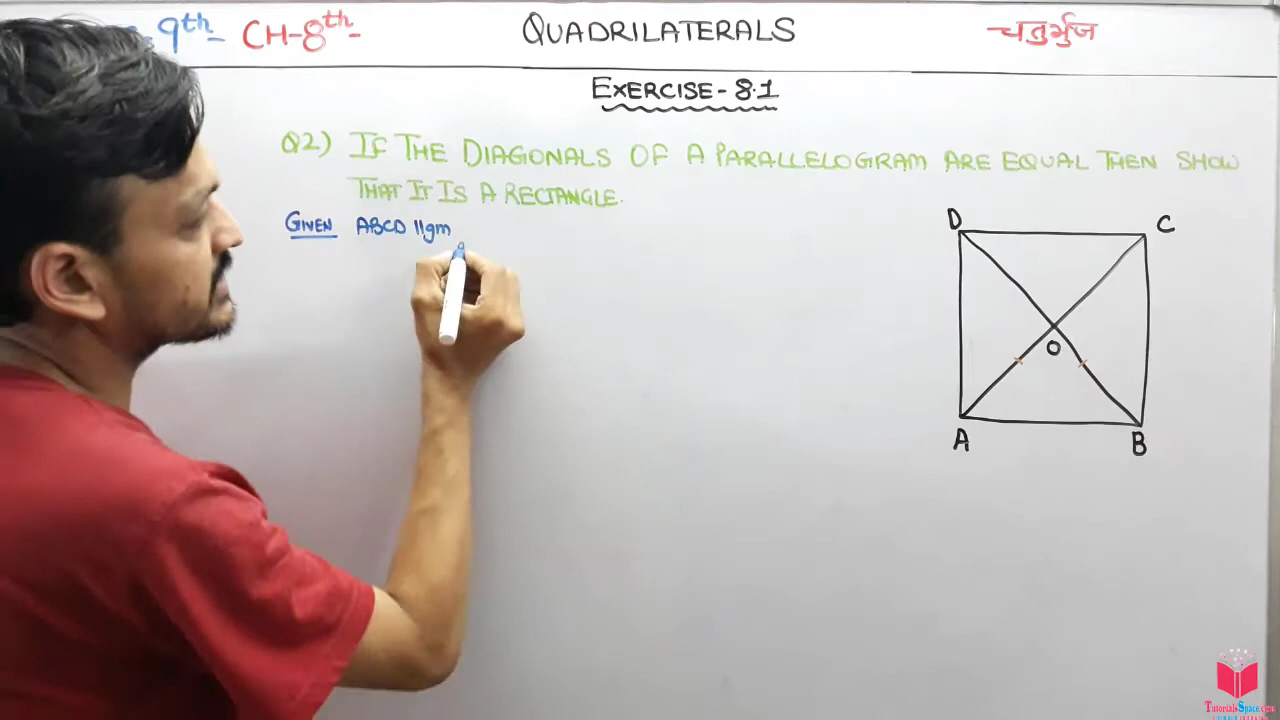 9th- CH-8th-
QUADRILATERALS
चतुर्भुज
EXERCISE-8.1
Q2) IF THE DIAGONALS OF A PARALLELOGRAM ARE EQUAL THEN SHOW
THAT IT IS A RECTANGLE.
GIVEN ABCD ||gm
D
C
O
A
B
TutorialsSpace.com